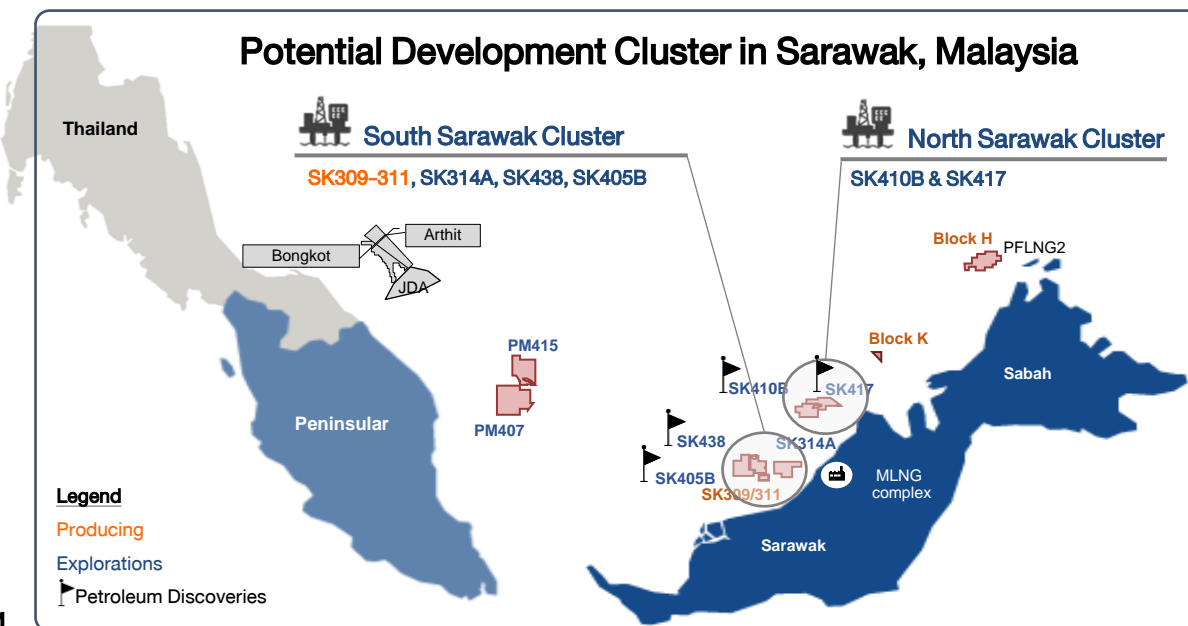 Potential Development Cluster in Sarawak, Malaysia
Thailand
South Sarawak Cluster
SK309-311, SK314A, SK438, SK405B
North Sarawak Cluster
SK410B & SK417
Arthit
Bongkot
JDA
Block H
PFLNG2
PM415
PM407
Peninsular
Block K
Sabah
SK410B
SK417
SK438
SK314A
SK405B
SK309/311
MLNG
complex
Sarawak
Legend
Producing
Explorations
Petroleum Discoveries